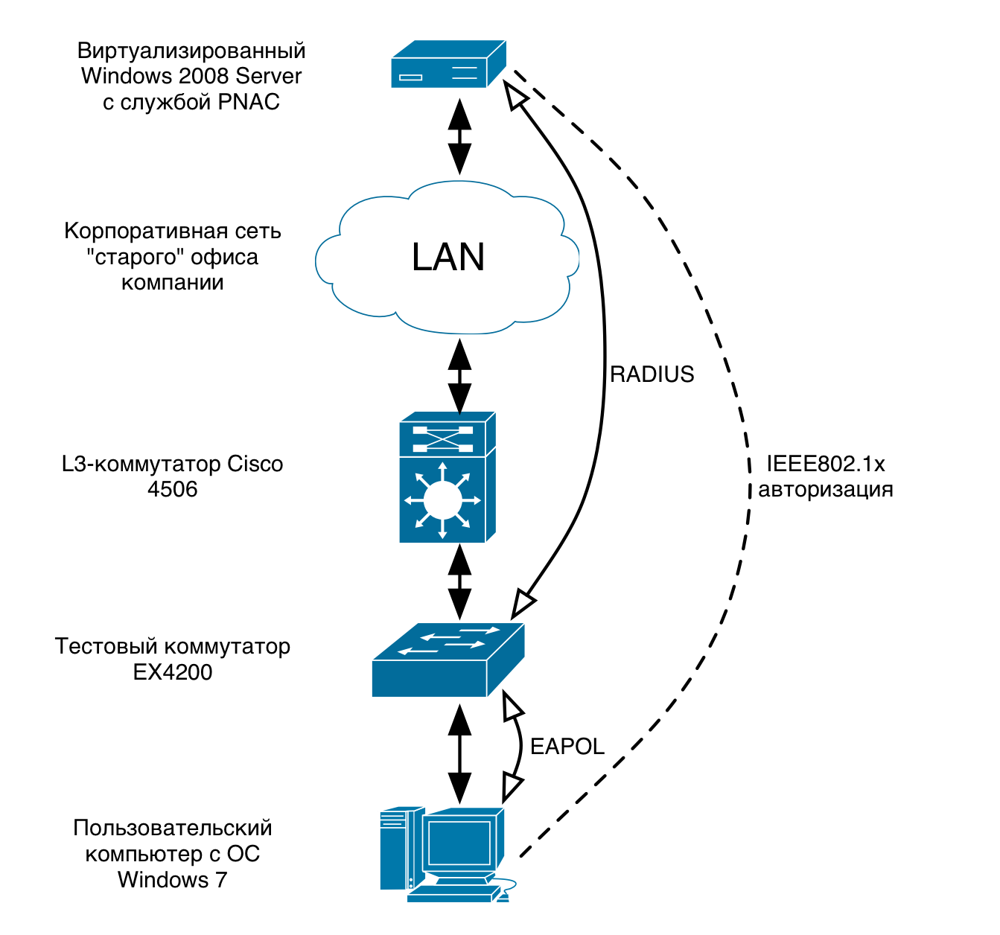 Виртуализированный
Windows 2008 Server
с службой PNAC
Корпоративная сеть
"старого" офиса
компании
LAN
RADIUS
L3-коммутатор Cisco
4506
IEEE802.1x
авторизация
Тестовый коммутатор
EX4200
EAPOL
Пользовательский
компьютер с ОС
Windows 7